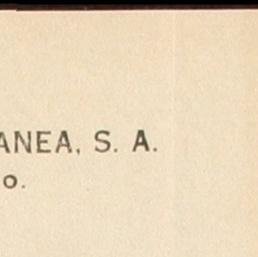 ANEA, S. A.
o.